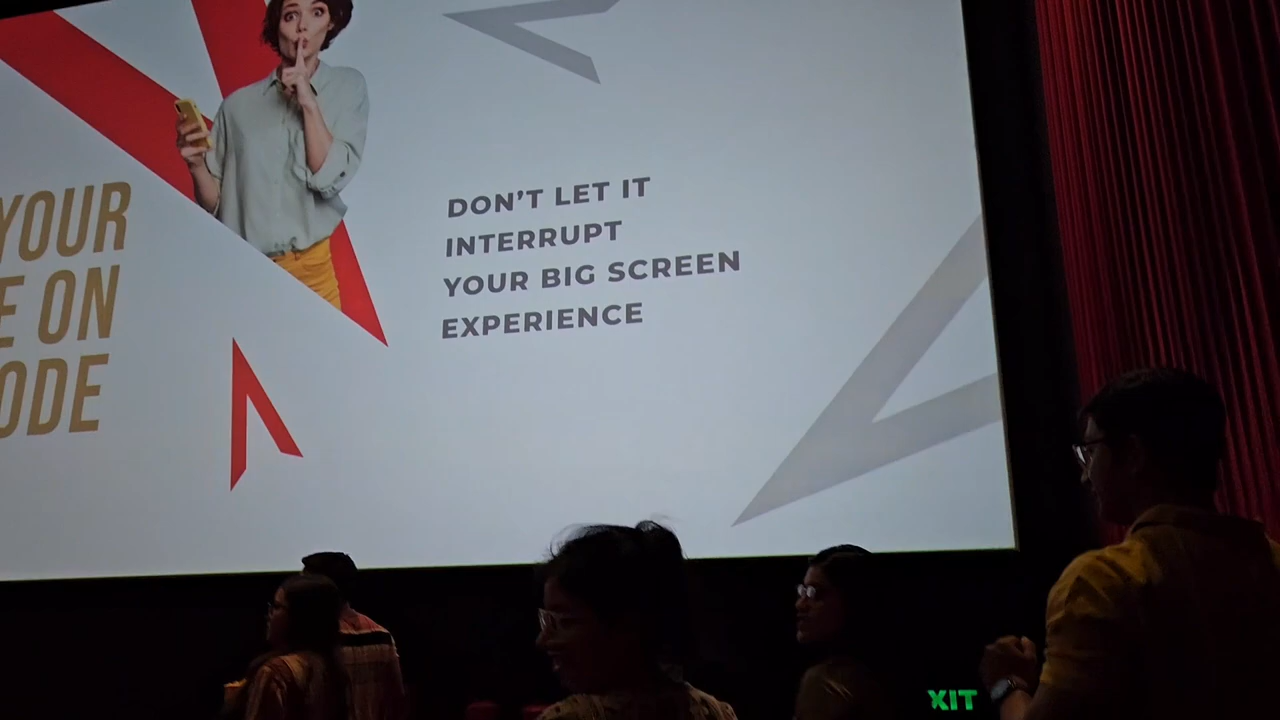 YOUR
E ON
ODE
DON'T LET IT
INTERRUPT
YOUR BIG SCREEN
EXPERIENCE
XIT